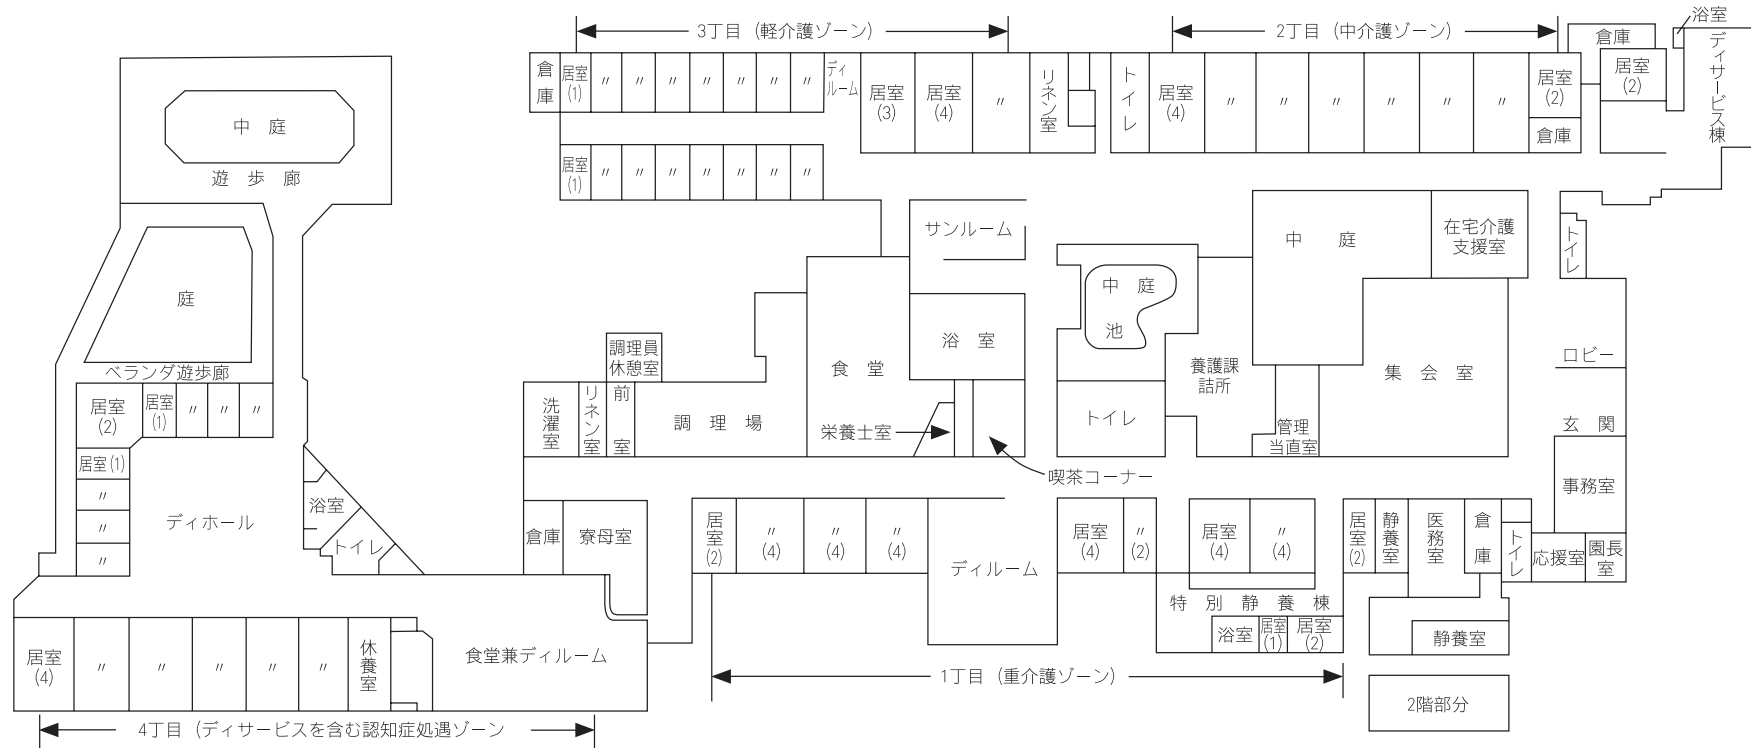 3丁目（軽介護ゾーン）
2丁目（中介護ゾーン）
浴室
倉庫
居室
(2)
ディサービス棟
倉庫
居室
(1)
〃
〃
〃
〃
〃
〃
〃
ディ
ルーム
居室
(3)
居室
(4)
〃
リネン室
トイレ
居室
(4)
〃
〃
〃
〃
〃
〃
居室
(2)
倉庫
中庭
遊歩廊
居室
(1)
〃
〃
〃
〃
〃
〃
〃
サンルーム
中庭
在宅介護
支援室
トイレ
庭
中庭
池
浴室
食堂
調理員
休憩室
養護課
詰所
集会室
ロビー
ベランダ遊歩廊
居室
(2)
居室
(1)
〃
〃
〃
洗濯室
リネン室
前室
調理場
栄養士室
トイレ
管理
当直室
玄関
喫茶コーナー
居室(1)
〃
〃
〃
ディホール
浴室
トイレ
倉庫
寮母室
居室
(2)
〃
(4)
〃
(4)
〃
(4)
ディルーム
居室
(4)
〃
(2)
居室
(4)
〃
(4)
居室
(2)
静養室
医務室
倉庫
トイレ
事務室
応援室
園長室
特別静養棟
浴室
居室
(1)
居室
(2)
静養室
居室
(4)
〃
〃
〃
〃
〃
休養室
食堂兼ディルーム
1丁目（重介護ゾーン）
2階部分
4丁目（ディサービスを含む認知症処遇ゾーン